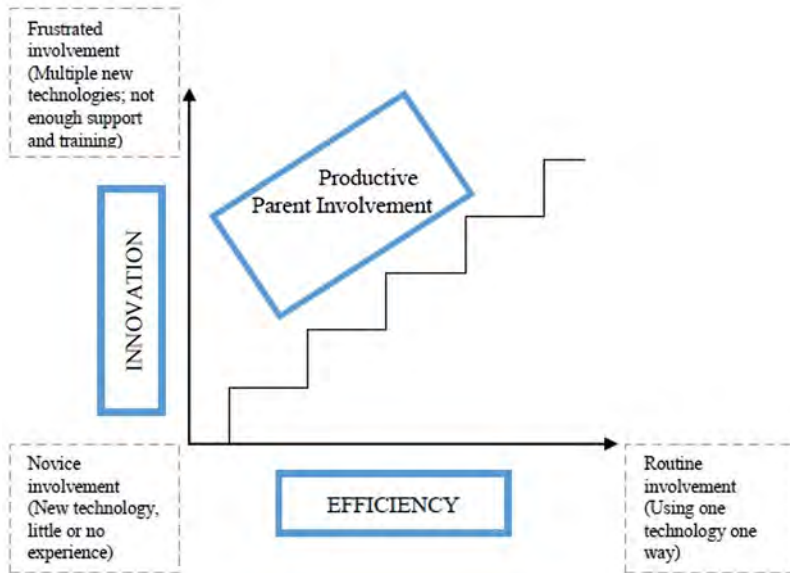 Frustrated
involvement
(Multiple new
technologies; not
enough support
and training)
Productive
Parent Involvement
INNOVATION
Novice
involvement
(New technology,
little or no
experience)
EFFICIENCY
Routine
involvement
(Using one
technology one
way)